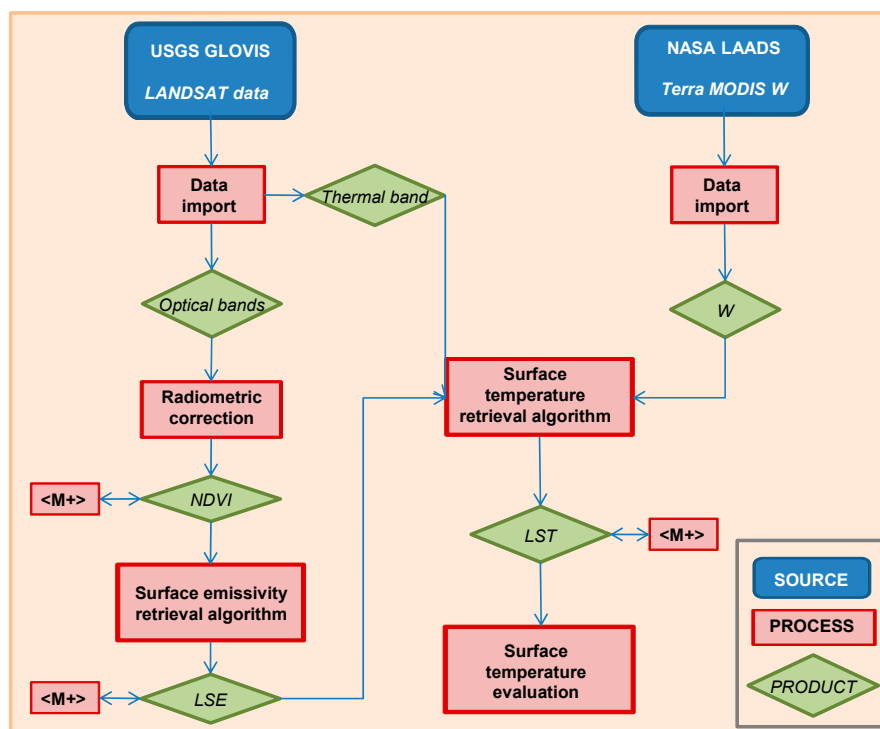 USGS GLOVIS
LANDSAT data
NASA LAADS
Terra MODIS W
Data
import
Thermal band
Data
import
Optical bands
W
Radiometric
correction
Surface
temperature
retrieval algorithm
<M+>
NDVI
LST
<M+>
Surface emissivity
retrieval algorithm
Surface
temperature
evaluation
<M+>
LSE
SOURCE
PROCESS
PRODUCT